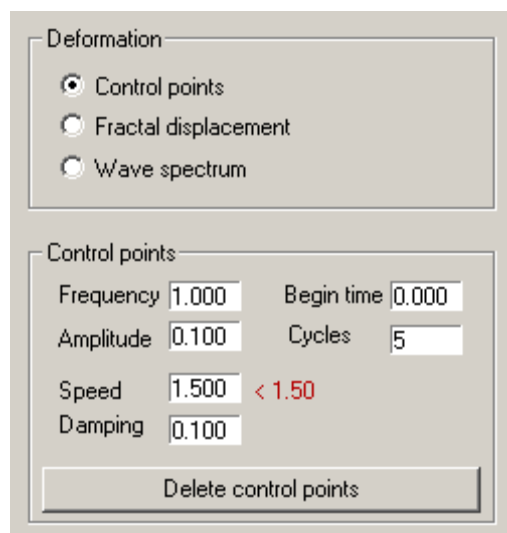 Deformation
Control points
Fractal displacement
Wave spectrum
Control points
Frequency 1.000 Begin time 0.000
Amplitude 0.100 Cycles 5
Speed 1.500 < 1.50
Damping 0.100
Delete control points